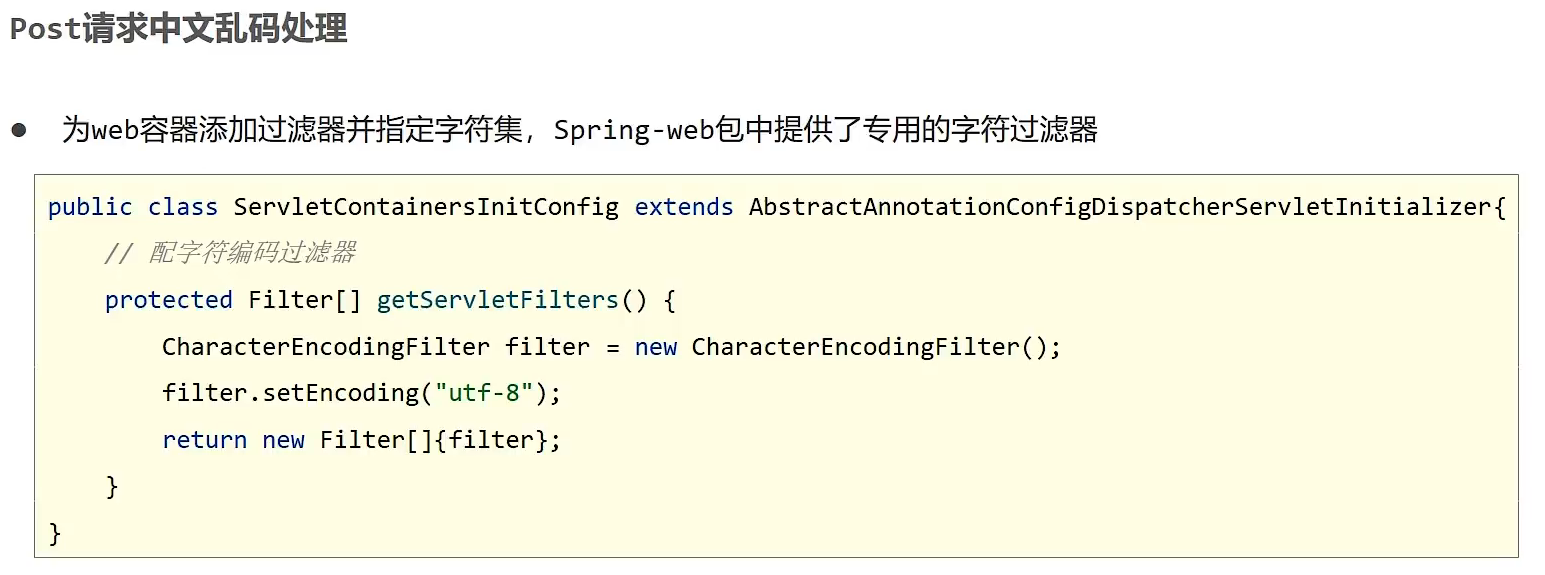 Post请求中文乱码处理
● 为web容器添加过滤器并指定字符集，Spring-web包中提供了专用的字符过滤器
public class ServletContainersInitConfig extends AbstractAnnotationConfigDispatcherServletInitializer{
    // 配字符编码过滤器
    protected Filter[] getServletFilters() {
        CharacterEncodingFilter filter = new CharacterEncodingFilter();
        filter.setEncoding("utf-8");
        return new Filter[]{filter};
    }
}